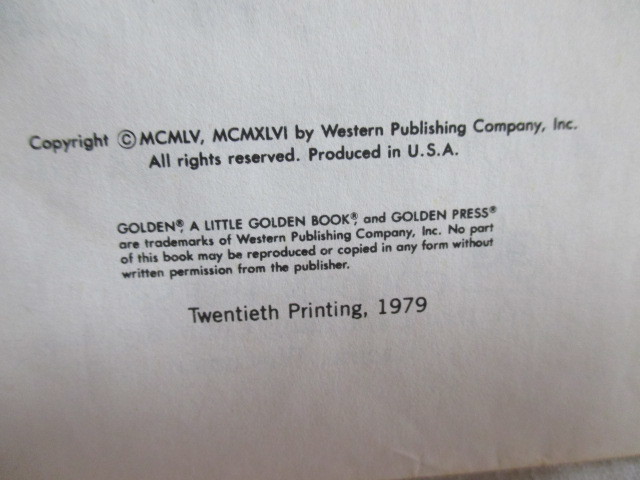 Copyright © MCMLV, MCMXLVI by Western Publishing Company, Inc.
All rights reserved. Produced in U.S.A.
GOLDEN®, A LITTLE GOLDEN BOOK®, and GOLDEN PRESS®
are trademarks of Western Publishing Company, Inc. No part
of this book may be reproduced or copied in any form without
written permission from the publisher.
Twentieth Printing, 1979